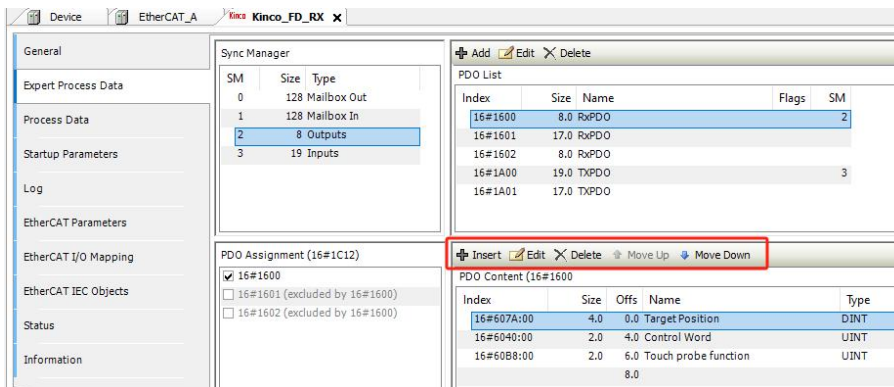 Device EtherCAT_A Kinco Kinco_FD_RX X
General
Expert Process Data
Process Data
Startup Parameters
Log
EtherCAT Parameters
EtherCAT I/O Mapping
EtherCAT IEC Objects
Status
Information
Sync Manager
SM Size Type
0 128 Mailbox Out
1 128 Mailbox In
2 8 Outputs
3 19 Inputs
Add Edit Delete
PDO List
Index Size Name Flags SM
16#1600 8.0 RxPDO 2
16#1601 17.0 RxPDO
16#1602 8.0 RxPDO
16#1A00 19.0 TXPDO 3
16#1A01 17.0 TXPDO
PDO Assignment (16#1C12)
16#1600
16#1601 (excluded by 16#1600)
16#1602 (excluded by 16#1600)
Insert Edit Delete Move Up Move Down
PDO Content (16#1600
Index Size Offs Name Type
16#607A:00 4.0 0.0 Target Position DINT
16#6040:00 2.0 4.0 Control Word UINT
16#60B8:00 2.0 6.0 Touch probe function UINT
8.0